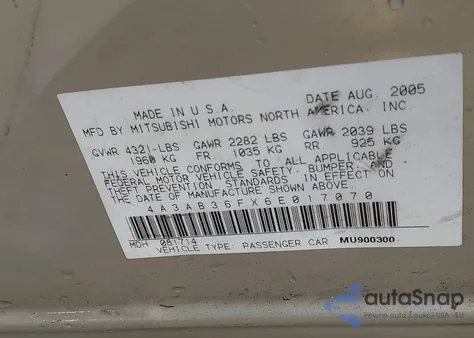 MADE IN U.S.A. DATE AUG. 2005
MFD BY MITSUBISHI MOTORS NORTH AMERICA, INC.
GVWR 4321-LBS GAWR 2282 LBS GAWR 2039 LBS
1960 KG FR. 1035 KG RR. 925 KG
THIS VEHICLE CONFORMS TO ALL APPLICABLE
FEDERAL MOTOR VEHICLE SAFETY, BUMPER, AND
THEFT PREVENTION STANDARDS IN EFFECT ON
THE DATE OF MANUFACTURE SHOWN ABOVE.
4A3AB36FX6E017070
MDH 081714
VEHICLE TYPE: PASSENGER CAR MU900300
autoSnap